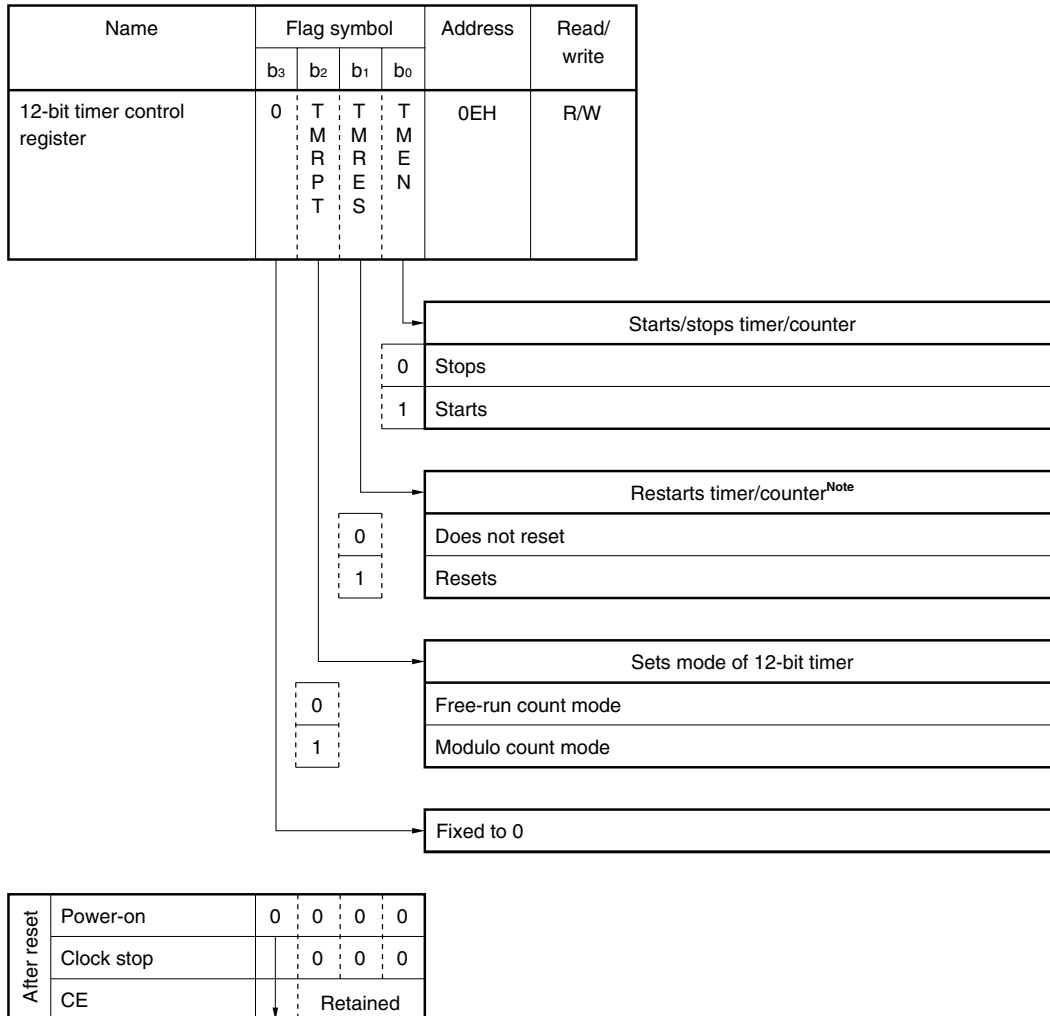 Name Flag symbol Address Read/
write
b3 b2 b1 b0
12-bit timer control
register
0 TMRPT TMRES TMEN 0EH R/W
Starts/stops timer/counter
0 Stops
1 Starts
Restarts timer/counterNote
0 Does not reset
1 Resets
Sets mode of 12-bit timer
0 Free-run count mode
1 Modulo count mode
Fixed to 0
After reset
Power-on 0 0 0 0
Clock stop 0 0 0
CE Retained